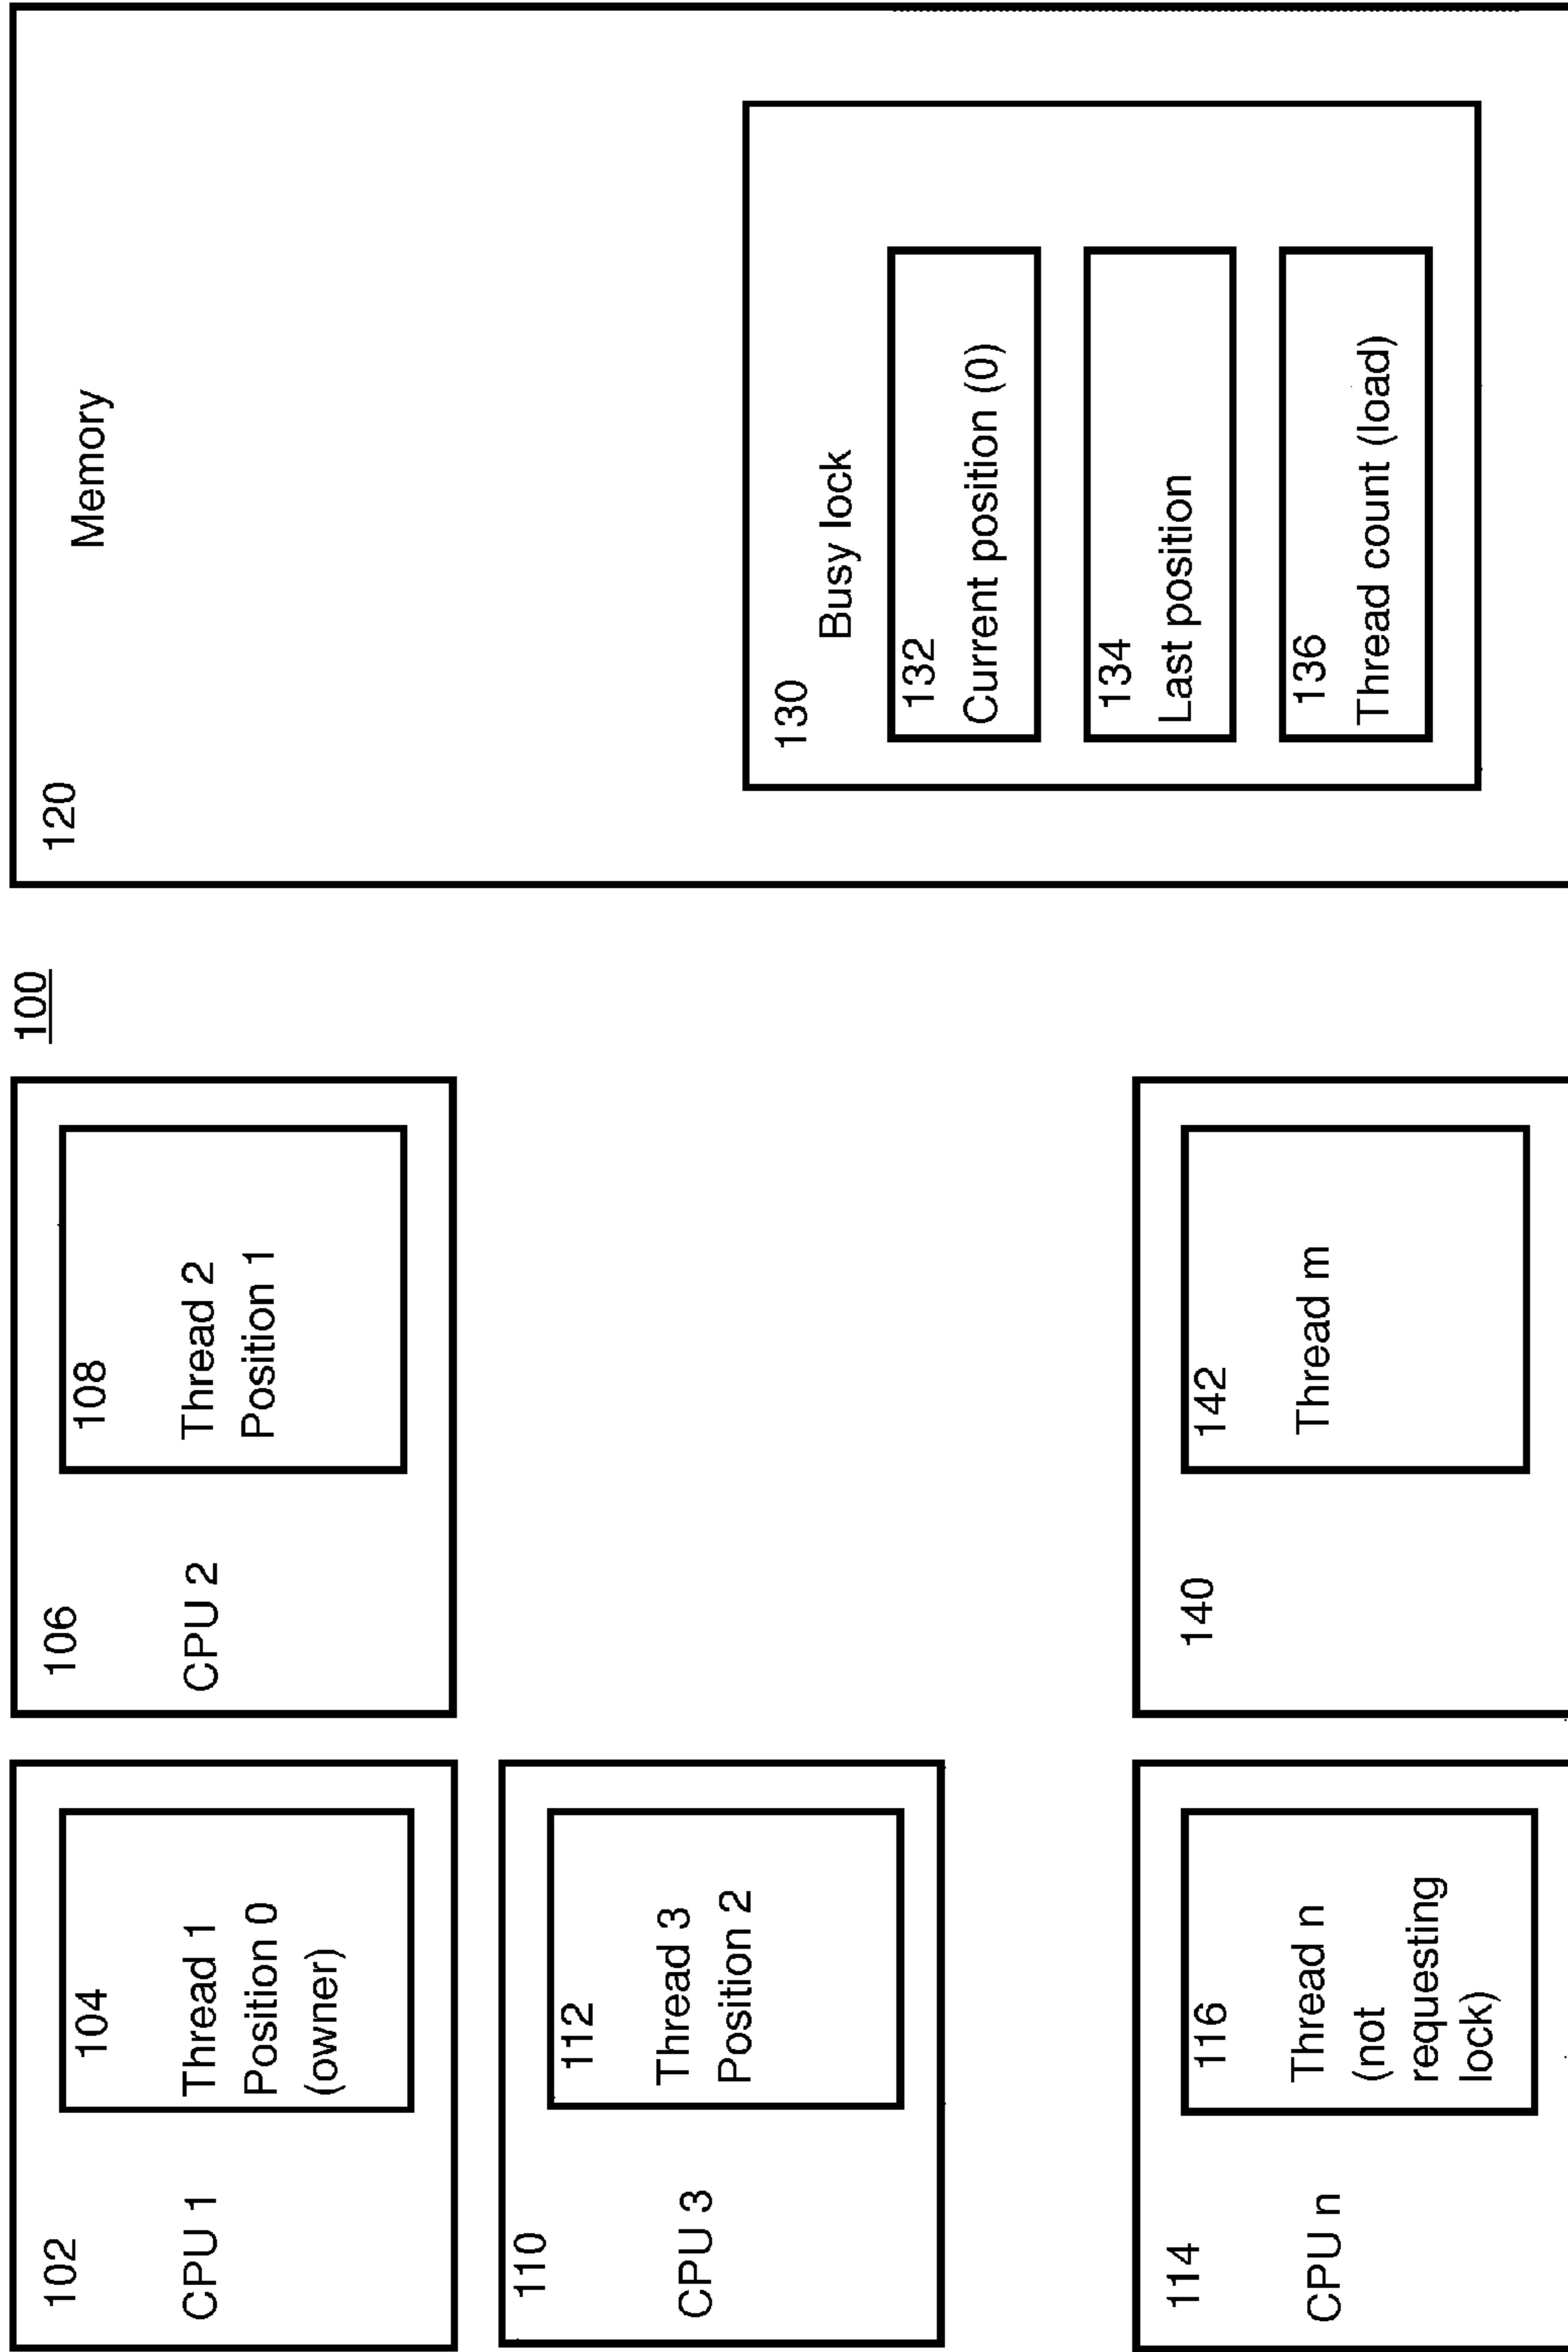 100
102
CPU 1
104
Thread 1
Position 0
(owner)
106
CPU 2
108
Thread 2
Position 1
110
CPU 3
112
Thread 3
Position 2
114
CPU n
116
Thread n
(not
requesting
lock)
140
142
Thread m
120
Memory
130
Busy lock
132
Current position (0)
134
Last position
136
Thread count (load)